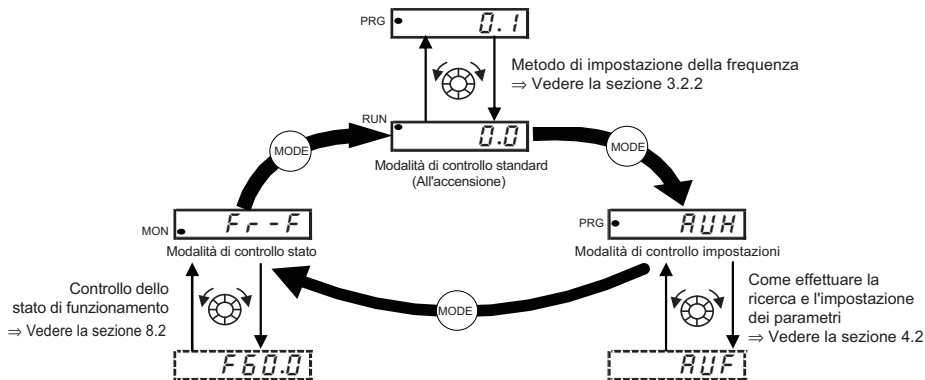 PRG 0.1
Metodo di impostazione della frequenza
⇒ Vedere la sezione 3.2.2
RUN 0.0
MODE
MODE
Modalità di controllo standard
(All'accensione)
MON Fr-F
PRG AUH
Modalità di controllo stato
Modalità di controllo impostazioni
Controllo dello
stato di funzionamento
⇒ Vedere la sezione 8.2
MODE
Come effettuare la
ricerca e l'impostazione
dei parametri
⇒ Vedere la sezione 4.2
F60.0
AUF